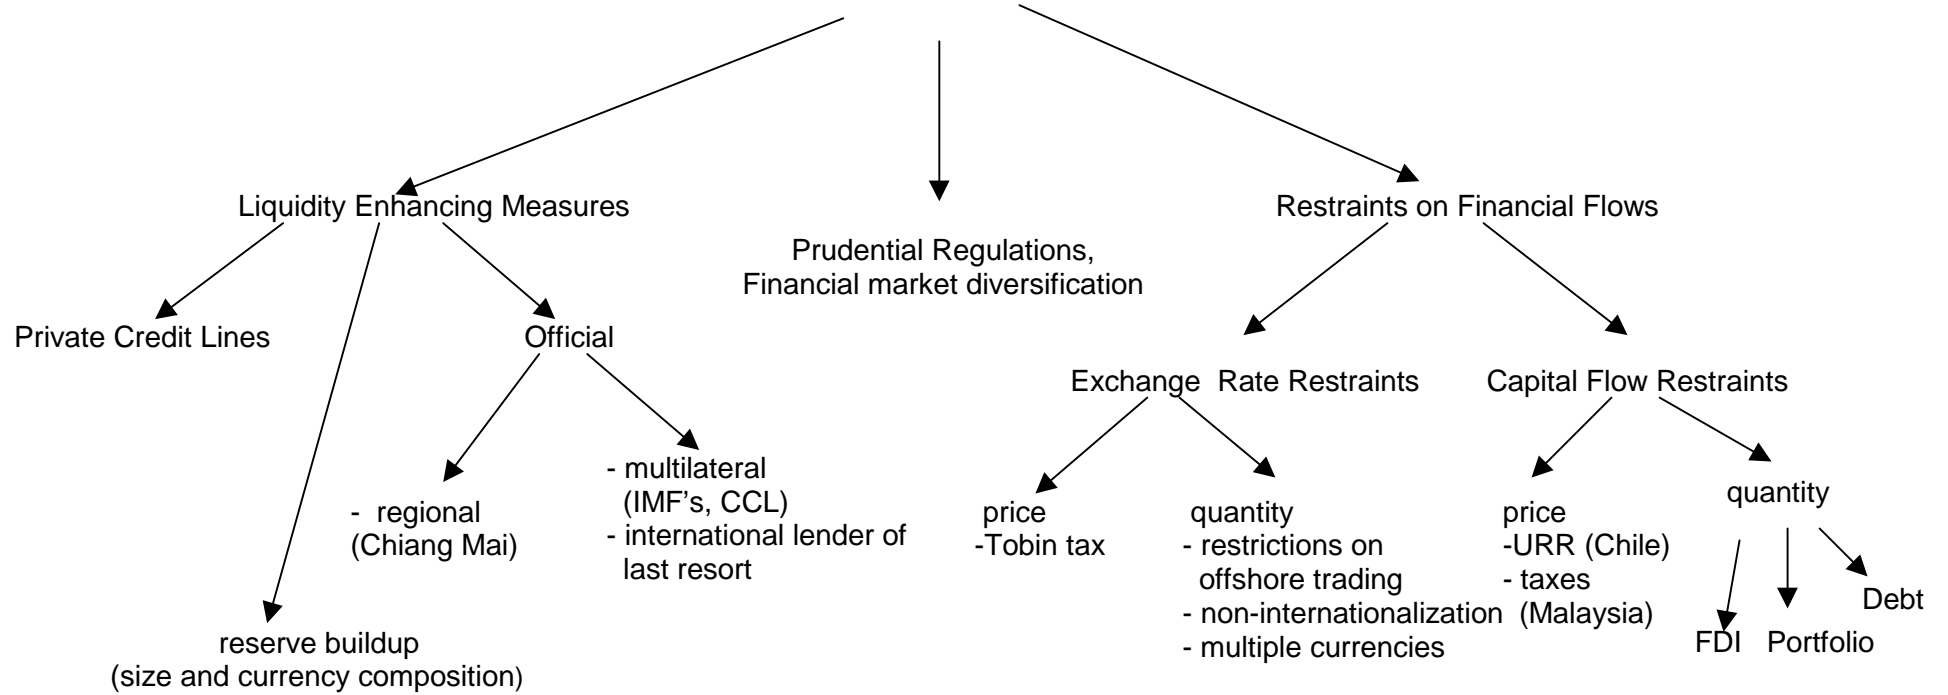 Liquidity Enhancing Measures
Restraints on Financial Flows
Prudential Regulations,
Financial market diversification
Private Credit Lines
Official
Exchange  Rate Restraints
Capital Flow Restraints
-  regional
(Chiang Mai)
- multilateral
(IMF's, CCL)
- international lender of
last resort
price
-Tobin tax
quantity
- restrictions on
offshore trading
- non-internationalization
- multiple currencies
price
-URR (Chile)
- taxes
(Malaysia)
quantity
FDI
Portfolio
Debt
reserve buildup
(size and currency composition)